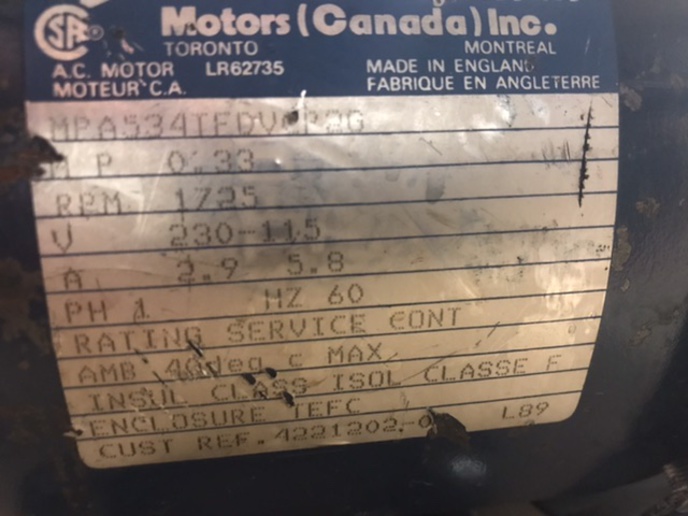 Motors (Canada) Inc.
TORONTO MONTREAL
A.C. MOTOR LR62735 MADE IN ENGLAND
MOTEUR C.A. FABRIQUE EN ANGLETERRE
H P 0.33
RPM 1725
V 230-115
A 2.9 5.8
PH 1 HZ 60
RATING SERVICE CONT
AMB 40deg c MAX
INSUL CLASS ISOL CLASSE F
ENCLOSURE TEFC
CUST REF. 4221202-0 L89